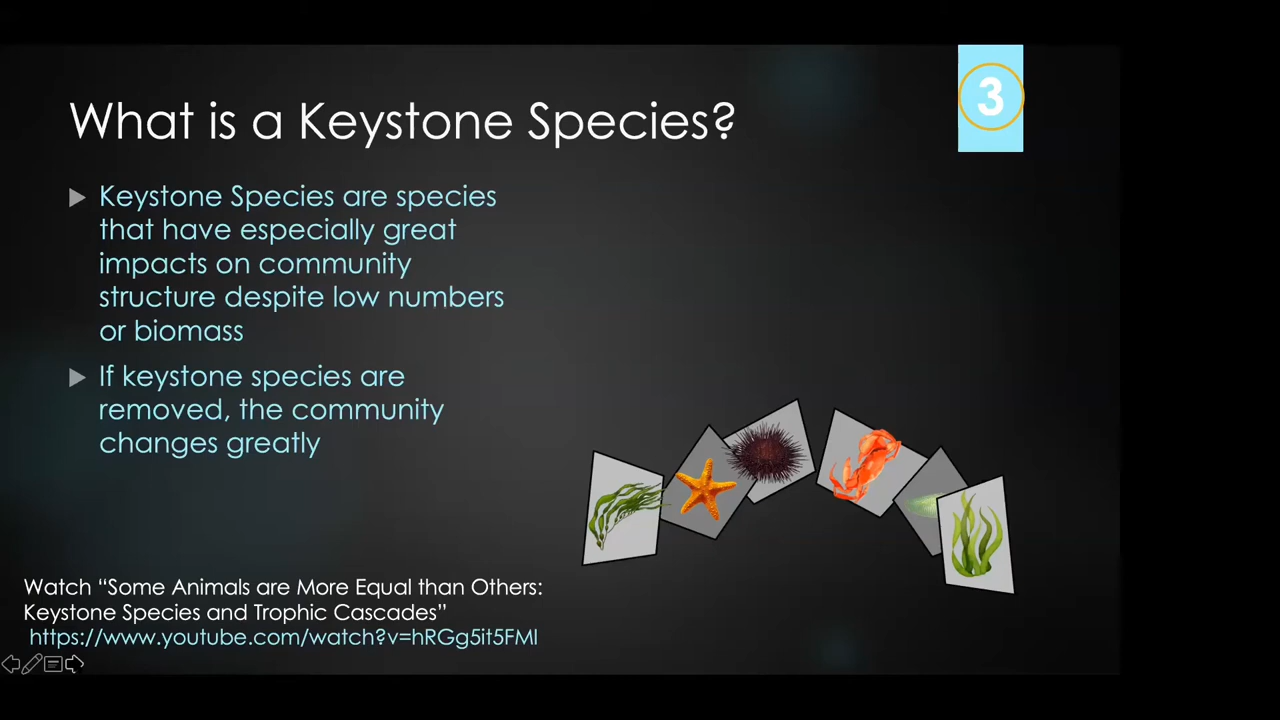 3
What is a Keystone Species?
Keystone Species are species
that have especially great
impacts on community
structure despite low numbers
or biomass
If keystone species are
removed, the community
changes greatly
Watch “Some Animals are More Equal than Others:
Keystone Species and Trophic Cascades”
https://www.youtube.com/watch?v=hRGg5it5FMI